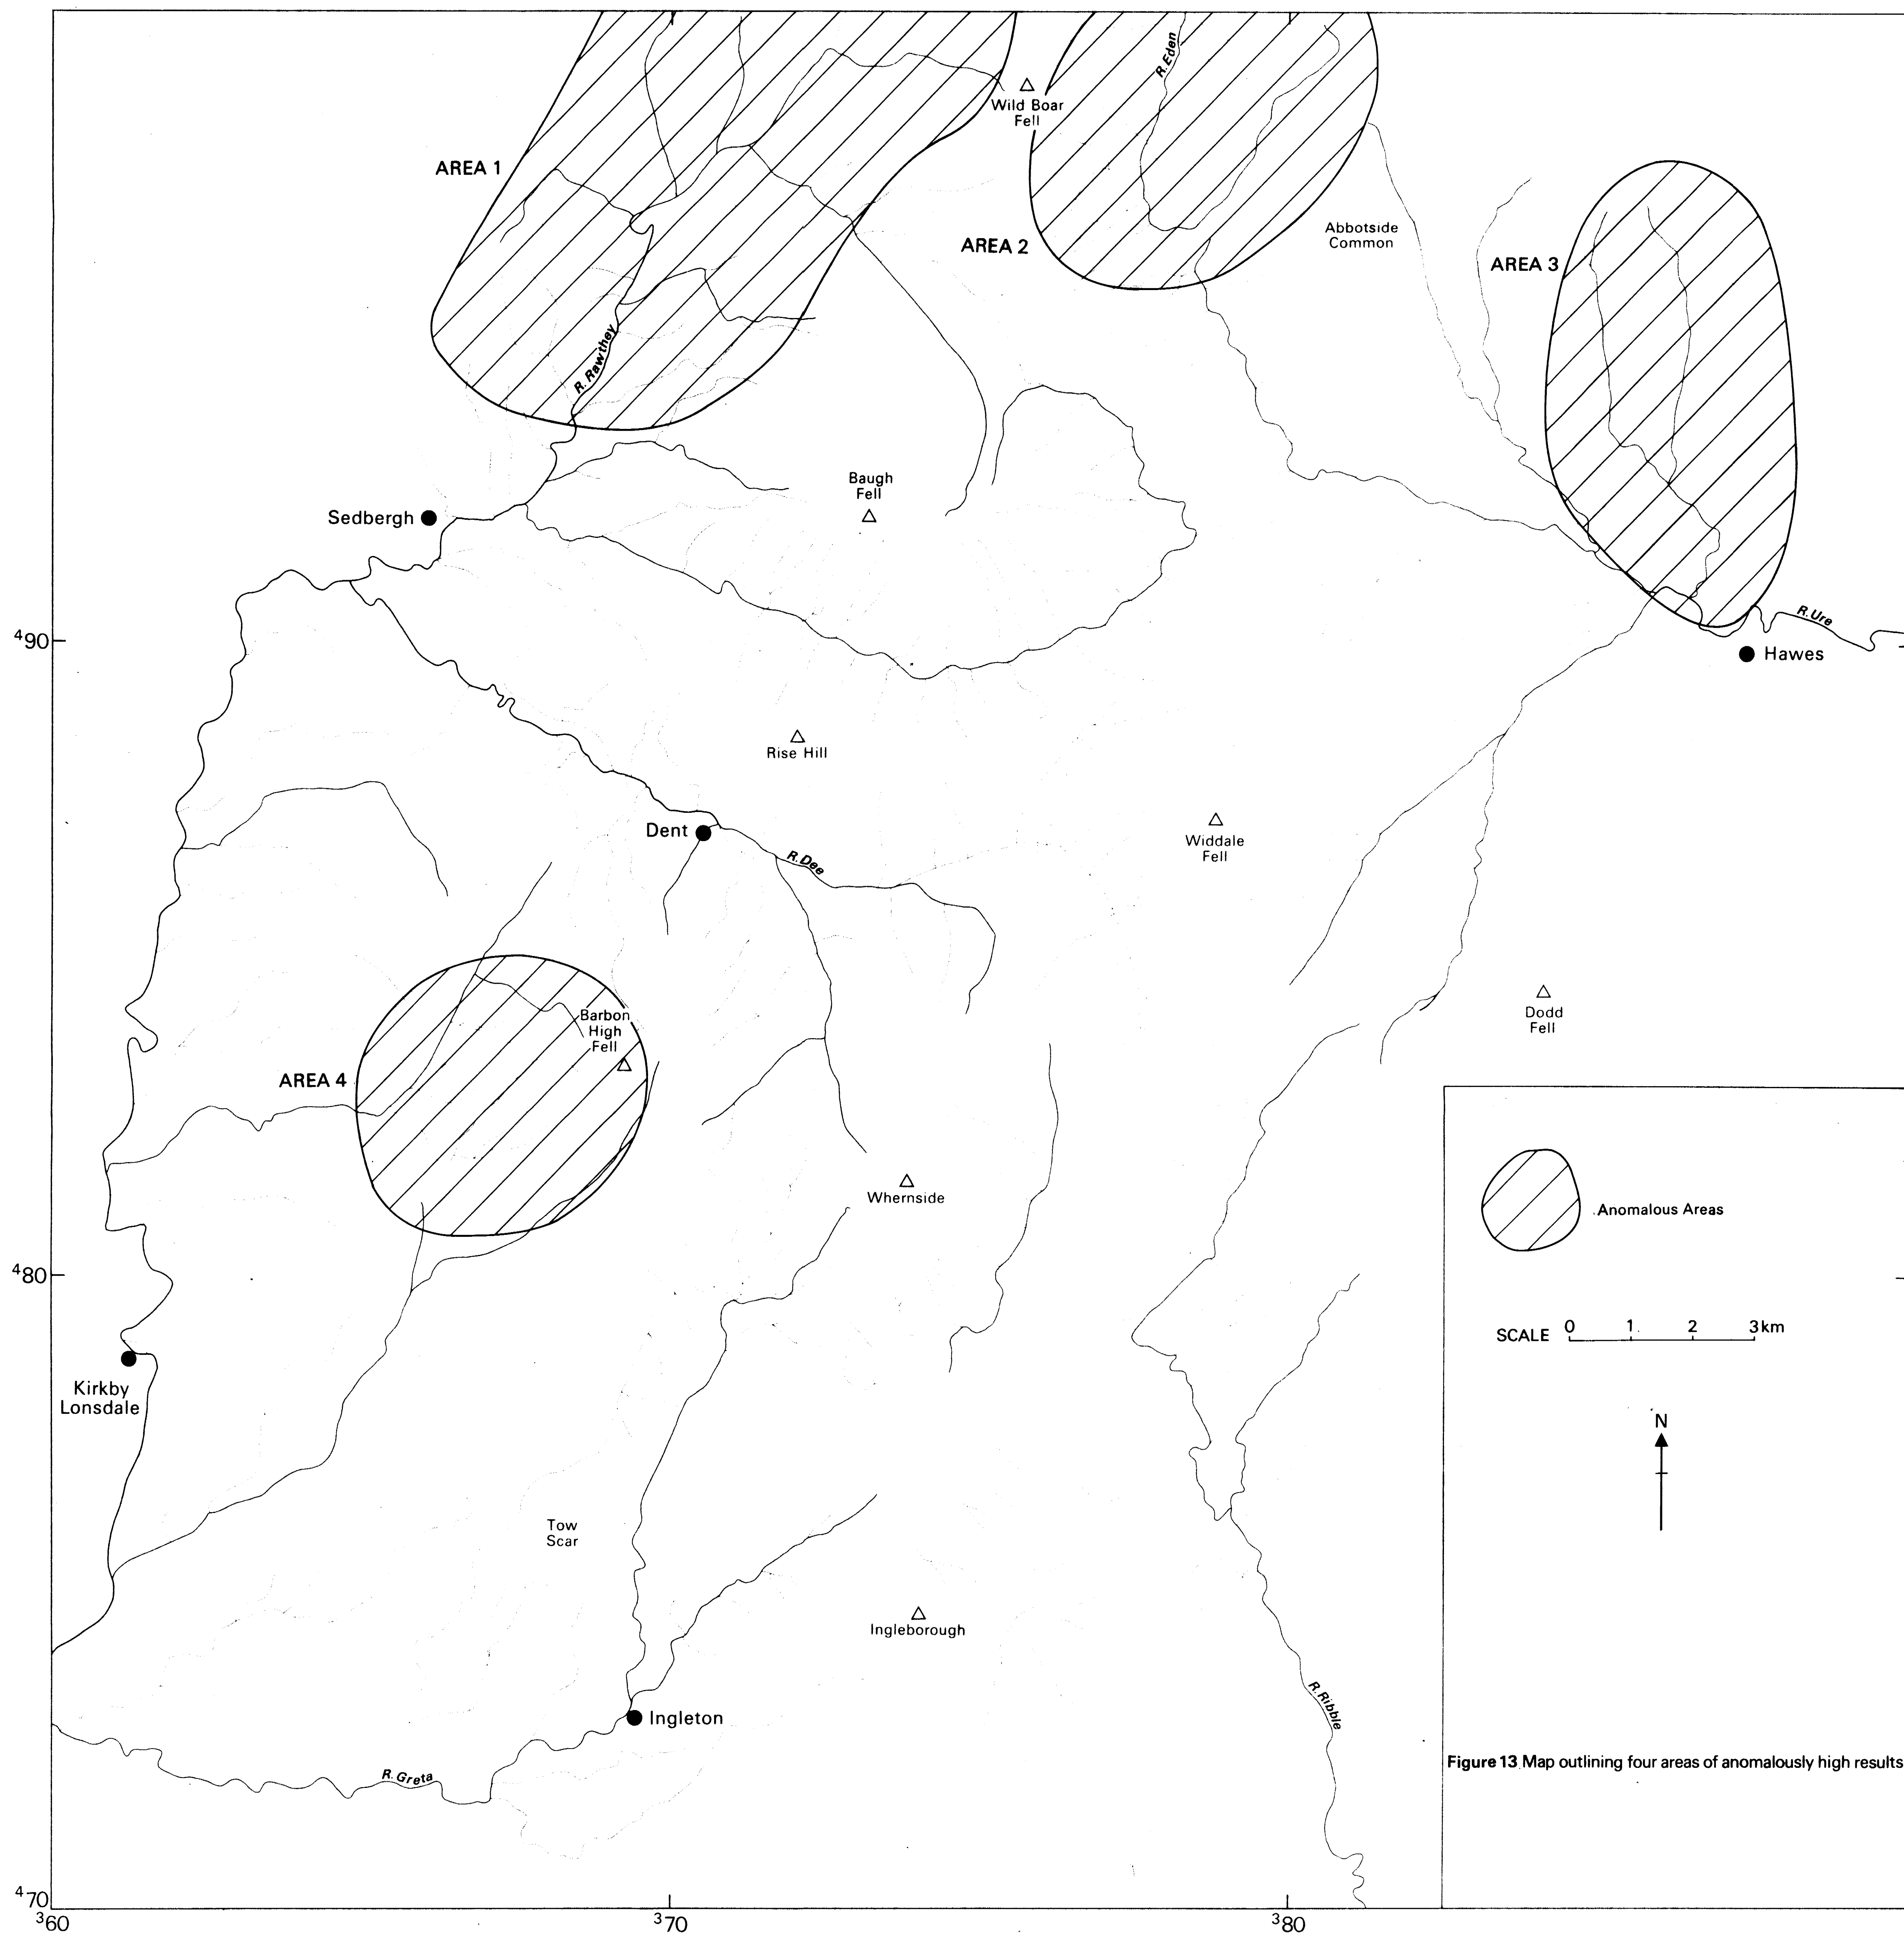 R. Eden
Wild Boar
Fell
AREA 1
Abbotside
Common
AREA 2
AREA 3
R. Rawthey
Baugh
Fell
Sedbergh
R. Ure
490
Hawes
Rise Hill
Dent
Widdale
Fell
R. Dee
Dodd
Fell
Barbon
High
Fell
AREA 4
Whernside
Anomalous Areas
480
SCALE 0 1 2 3 km
Kirkby
Lonsdale
N
Tow
Scar
Ingleborough
R. Ribble
Ingleton
Figure 13 Map outlining four areas of anomalously high results
R. Greta
470
360 370 380